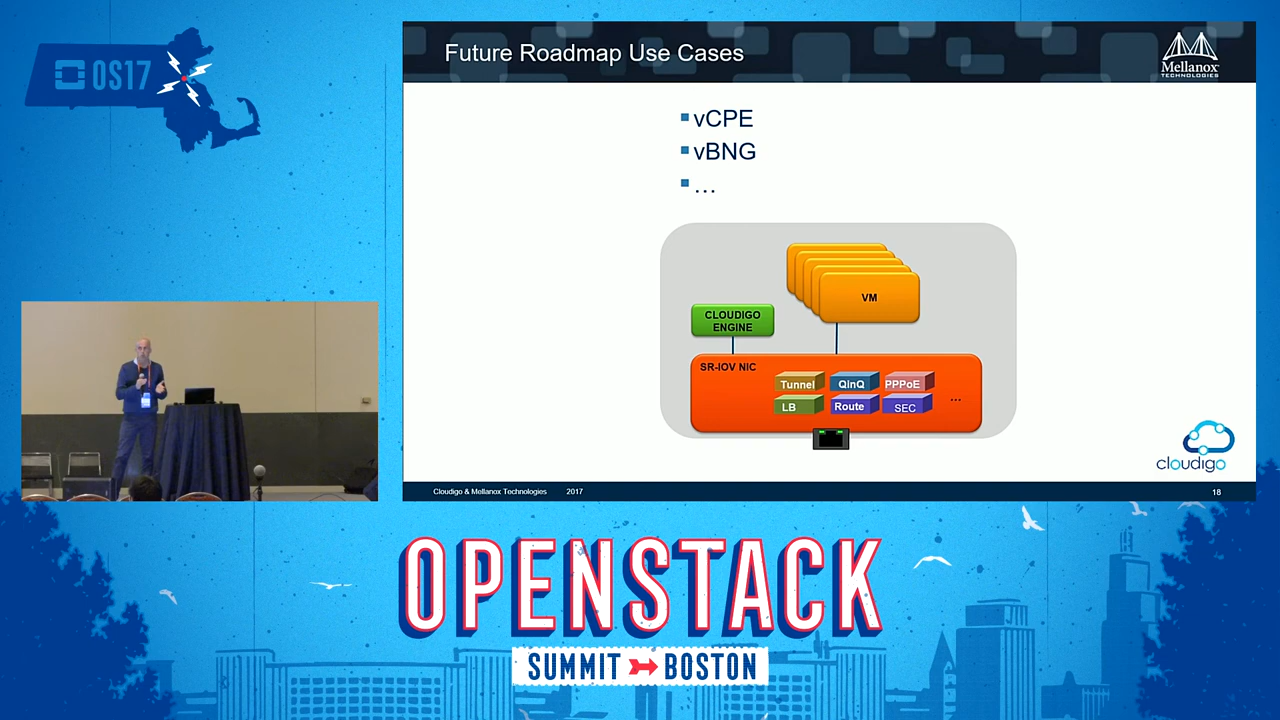 OS17
Future Roadmap Use Cases
Mellanox
TECHNOLOGIES
vCPE
vBNG
...
VM
CLOUDIGO
ENGINE
SR-IOV NIC
Tunnel
QinQ
PPPoE
LB
Route
SEC
...
cloudigo
Cloudigo & Mellanox Technologies 2017
18
OPENSTACK
SUMMIT BOSTON